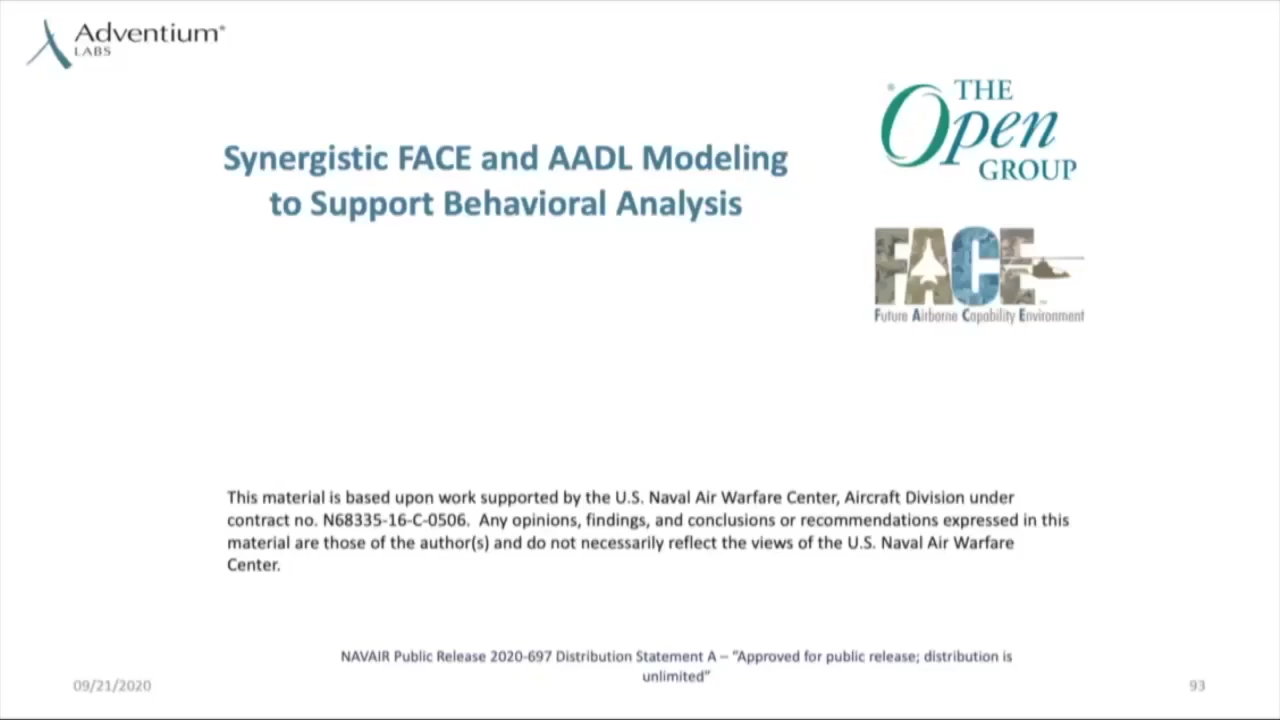 Adventium®
LABS
Synergistic FACE and AADL Modeling
to Support Behavioral Analysis
® THE
Open
GROUP
FACE™
Future Airborne Capability Environment
This material is based upon work supported by the U.S. Naval Air Warfare Center, Aircraft Division under
contract no. N68335-16-C-0506. Any opinions, findings, and conclusions or recommendations expressed in this
material are those of the author(s) and do not necessarily reflect the views of the U.S. Naval Air Warfare
Center.
NAVAIR Public Release 2020-697 Distribution Statement A – “Approved for public release; distribution is
unlimited”
09/21/2020
93